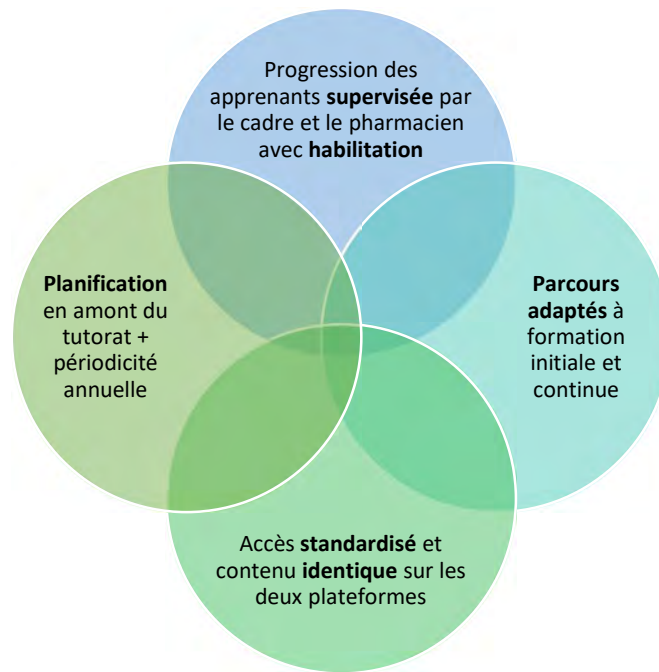 Progression des
apprenants supervisée par
le cadre et le pharmacien
avec habilitation
Planification
en amont du
tutorat +
périodicité
annuelle
Parcours
adaptés à
formation
initiale et
continue
Accès standardisé et
contenu identique sur les
deux plateformes